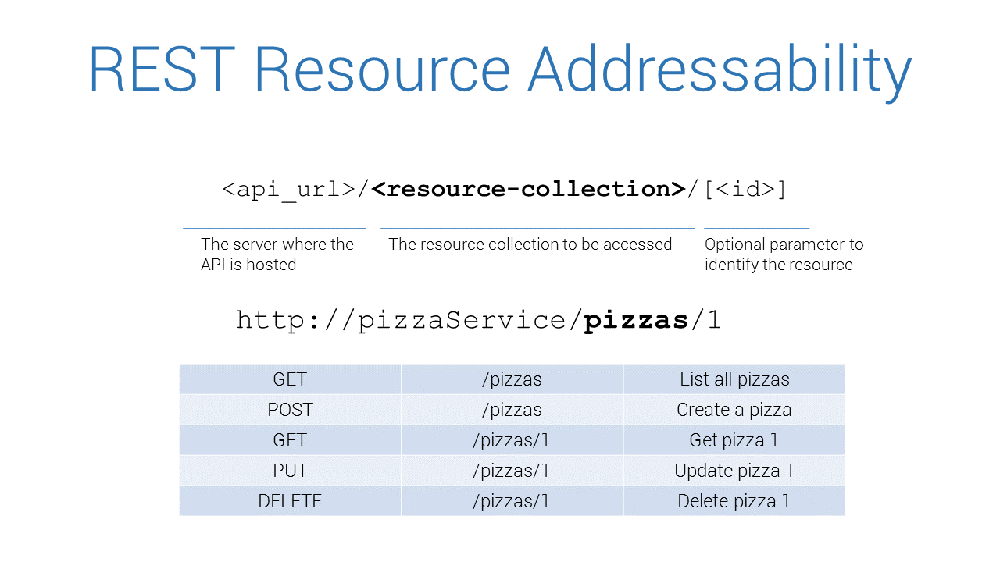 REST Resource Addressability
<api_url>/<resource-collection>/[<id>]
The server where the
API is hosted
The resource collection to be accessed
Optional parameter to
identify the resource
http://pizzaService/pizzas/1
GET /pizzas List all pizzas
POST /pizzas Create a pizza
GET /pizzas/1 Get pizza 1
PUT /pizzas/1 Update pizza 1
DELETE /pizzas/1 Delete pizza 1